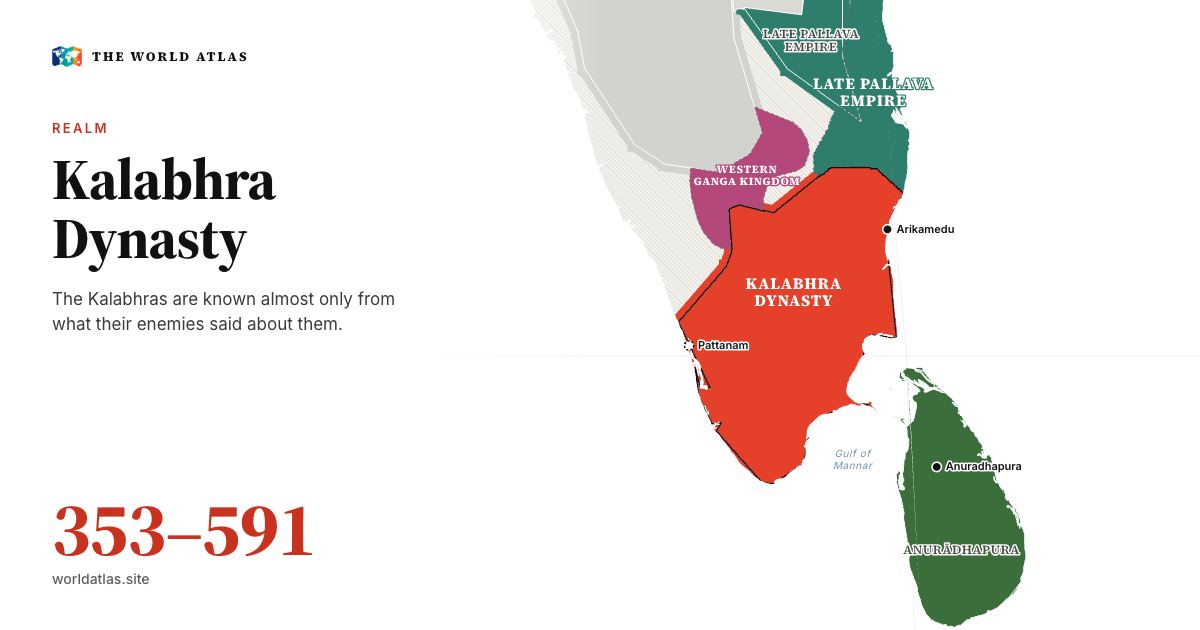 THE WORLD ATLAS
REALM
Kalabhra
Dynasty
The Kalabhras are known almost only from
what their enemies said about them.
353–591
worldatlas.site
LATE PALLAVA
EMPIRE
LATE PALLAVA
EMPIRE
WESTERN
GANGA KINGDOM
Arikamedu
KALABHRA
DYNASTY
Pattanam
Gulf of
Mannar
Anuradhapura
ANURĀDHAPURA